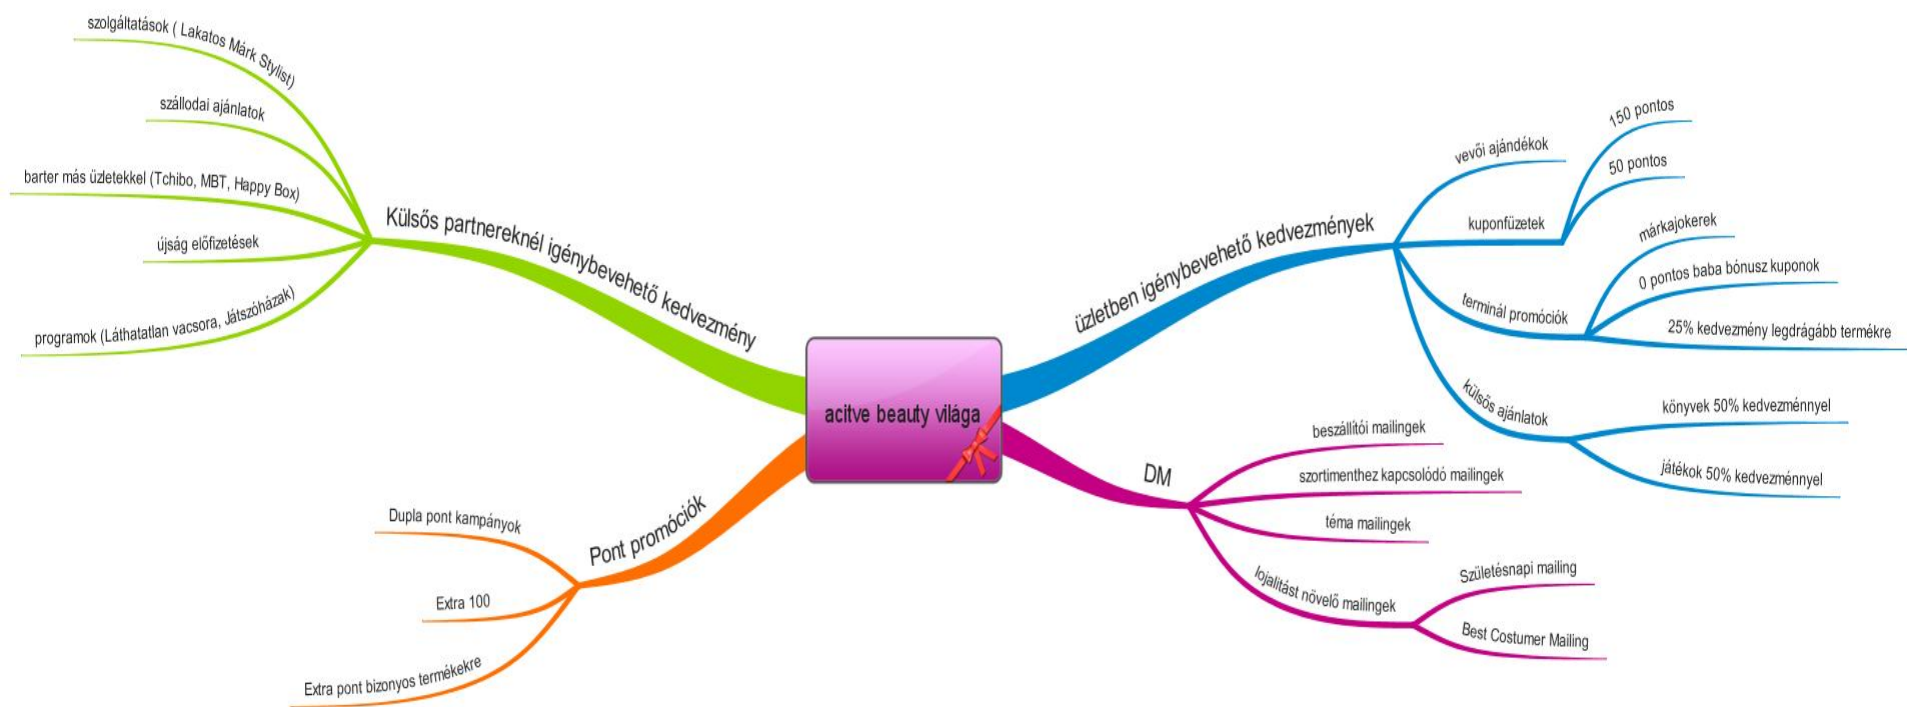 szolgáltatások ( Lakatos Márk Stylist)
szállodai ajánlatok
barter más üzletekkel (Tchibo, MBT, Happy Box)
újság előfizetések
programok (Láthatatlan vacsora, Játszóházak)
Külsős partnereknél igénybevehető kedvezmény
acitve beauty világa
Pont promóciók
Dupla pont kampányok
Extra 100
Extra pont bizonyos termékekre
üzletben igénybevehető kedvezmények
vevői ajándékok
kuponfüzetek
150 pontos
50 pontos
terminál promóciók
márkajokerek
0 pontos baba bónusz kuponok
25% kedvezmény legdrágább termékre
külsős ajánlatok
könyvek 50% kedvezménnyel
játékok 50% kedvezménnyel
DM
beszállítói mailingek
szortimenthez kapcsolódó mailingek
téma mailingek
lojalitást növelő mailingek
Születésnapi mailing
Best Costumer Mailing